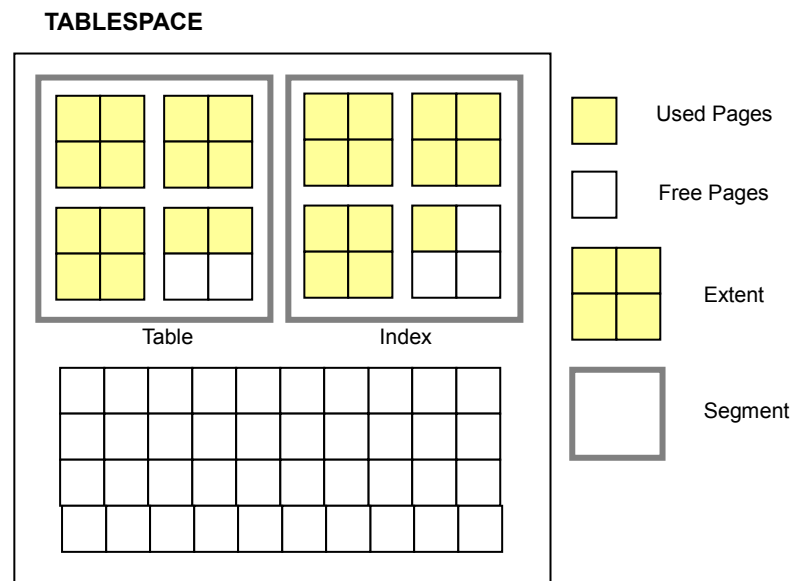 TABLESPACE
Used Pages
Free Pages
Extent
Table
Index
Segment